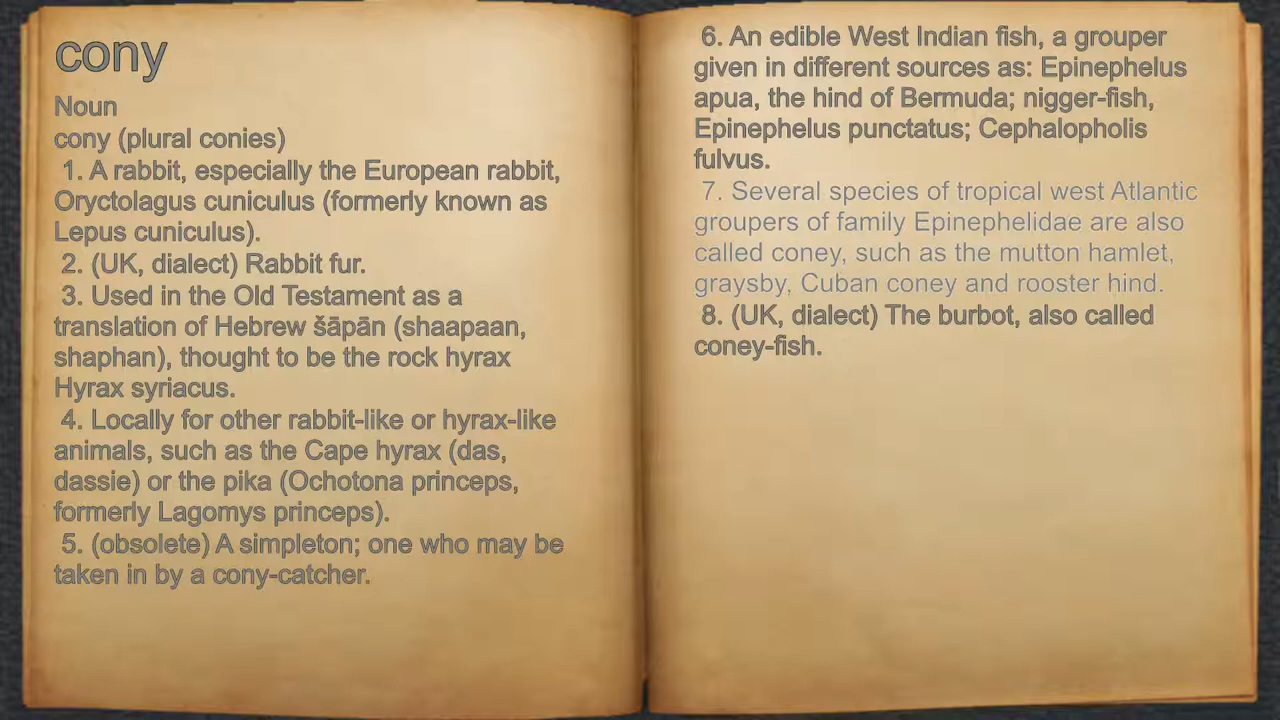 cony
Noun
cony (plural conies)
1. A rabbit, especially the European rabbit,
Oryctolagus cuniculus (formerly known as
Lepus cuniculus).
2. (UK, dialect) Rabbit fur.
3. Used in the Old Testament as a
translation of Hebrew šāpān (shaapaan,
shaphan), thought to be the rock hyrax
Hyrax syriacus.
4. Locally for other rabbit-like or hyrax-like
animals, such as the Cape hyrax (das,
dassie) or the pika (Ochotona princeps,
formerly Lagomys princeps).
5. (obsolete) A simpleton; one who may be
taken in by a cony-catcher.
6. An edible West Indian fish, a grouper
given in different sources as: Epinephelus
apua, the hind of Bermuda; nigger-fish,
Epinephelus punctatus; Cephalopholis
fulvus.
7. Several species of tropical west Atlantic
groupers of family Epinephelidae are also
called coney, such as the mutton hamlet,
graysby, Cuban coney and rooster hind.
8. (UK, dialect) The burbot, also called
coney-fish.